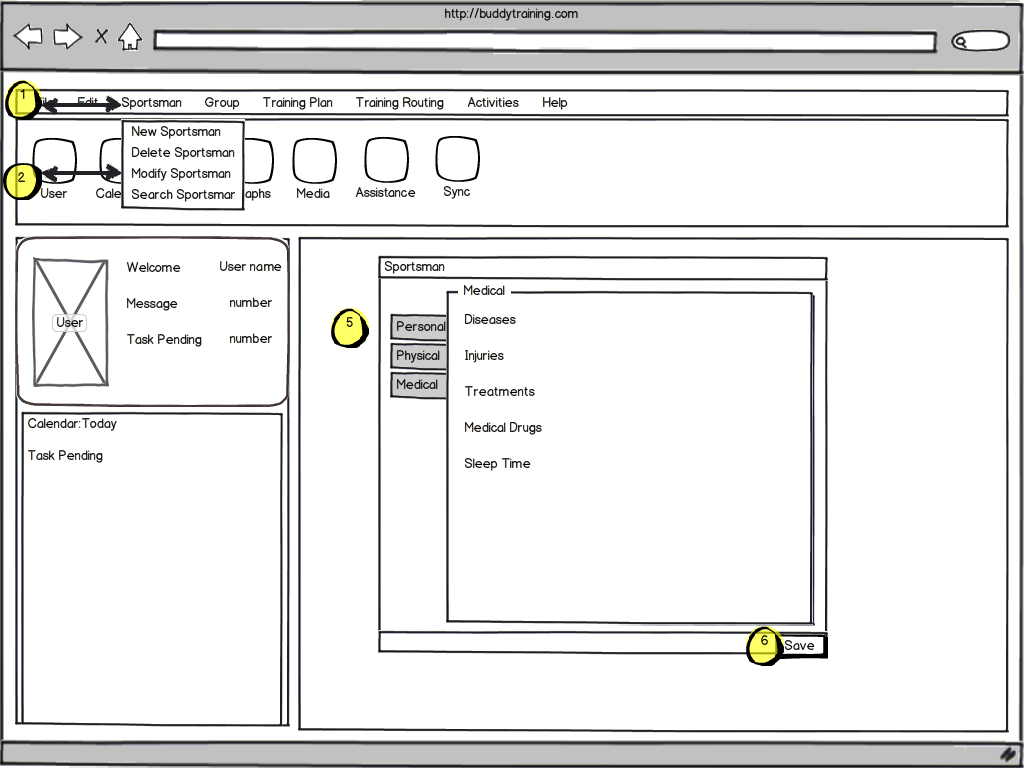 http://buddytraining.com
1
Edit Sportsman Group Training Plan Training Routing Activities Help
New Sportsman
Delete Sportsman
Modify Sportsman
Search Sportsmar
2
User Cale aphs Media Assistance Sync
Welcome User name
Message number
User
Task Pending number
Calendar:Today
Task Pending
Sportsman
Medical
5
Personal
Physical
Medical
Diseases
Injuries
Treatments
Medical Drugs
Sleep Time
6
Save